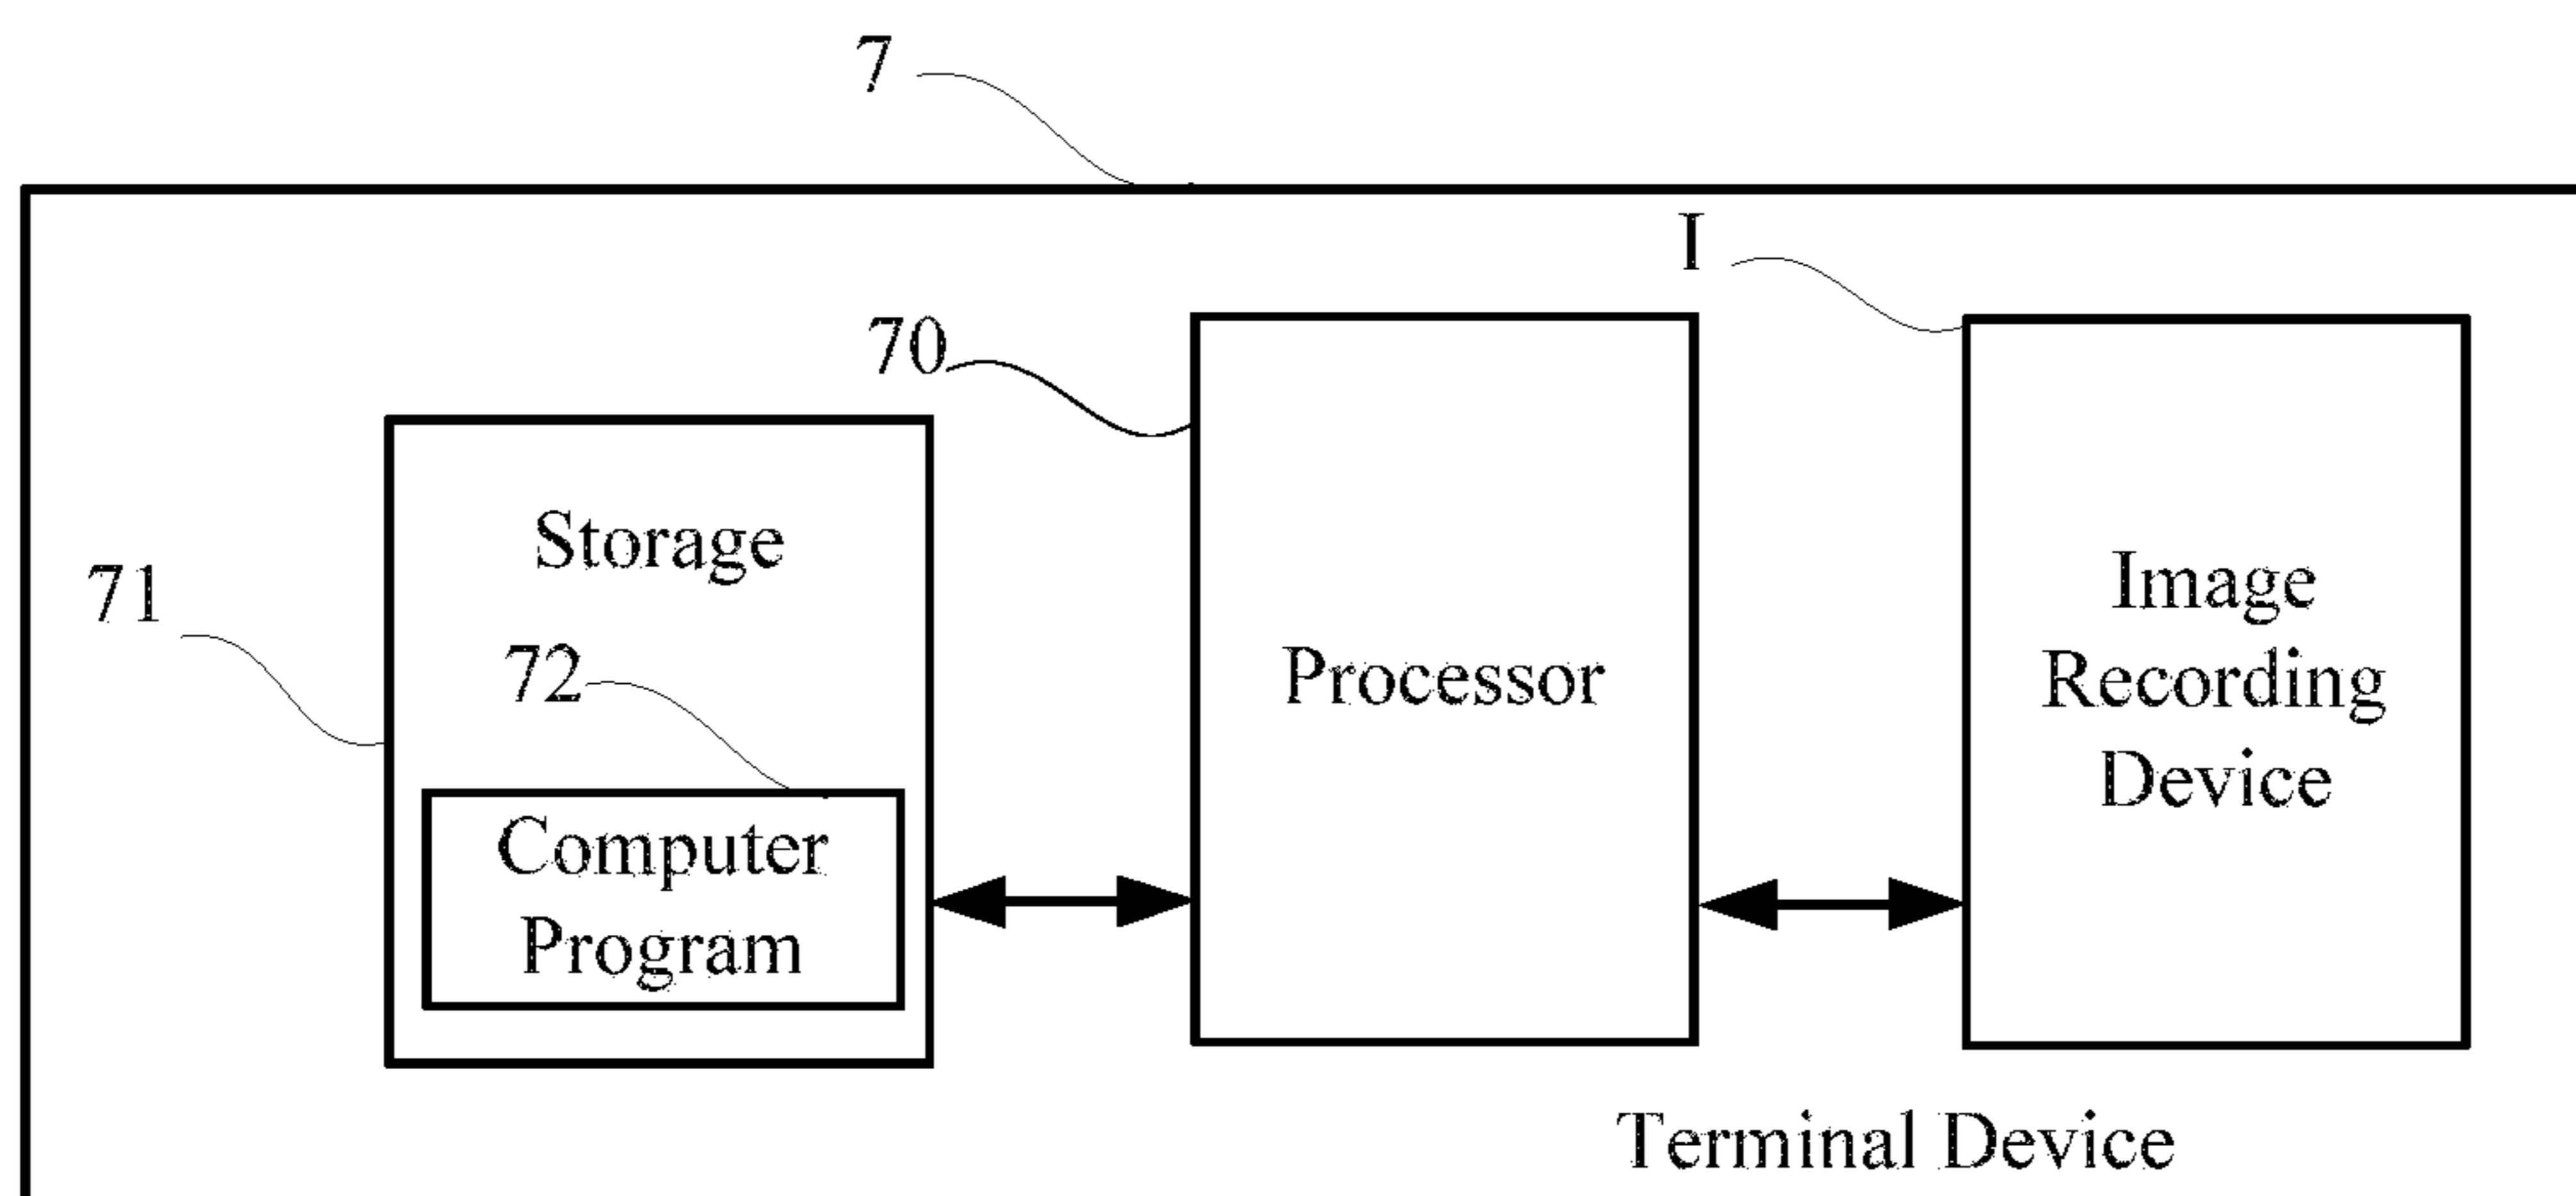 7
I
70
Storage
71
72
Processor
Image
Recording
Device
Computer
Program
Terminal Device